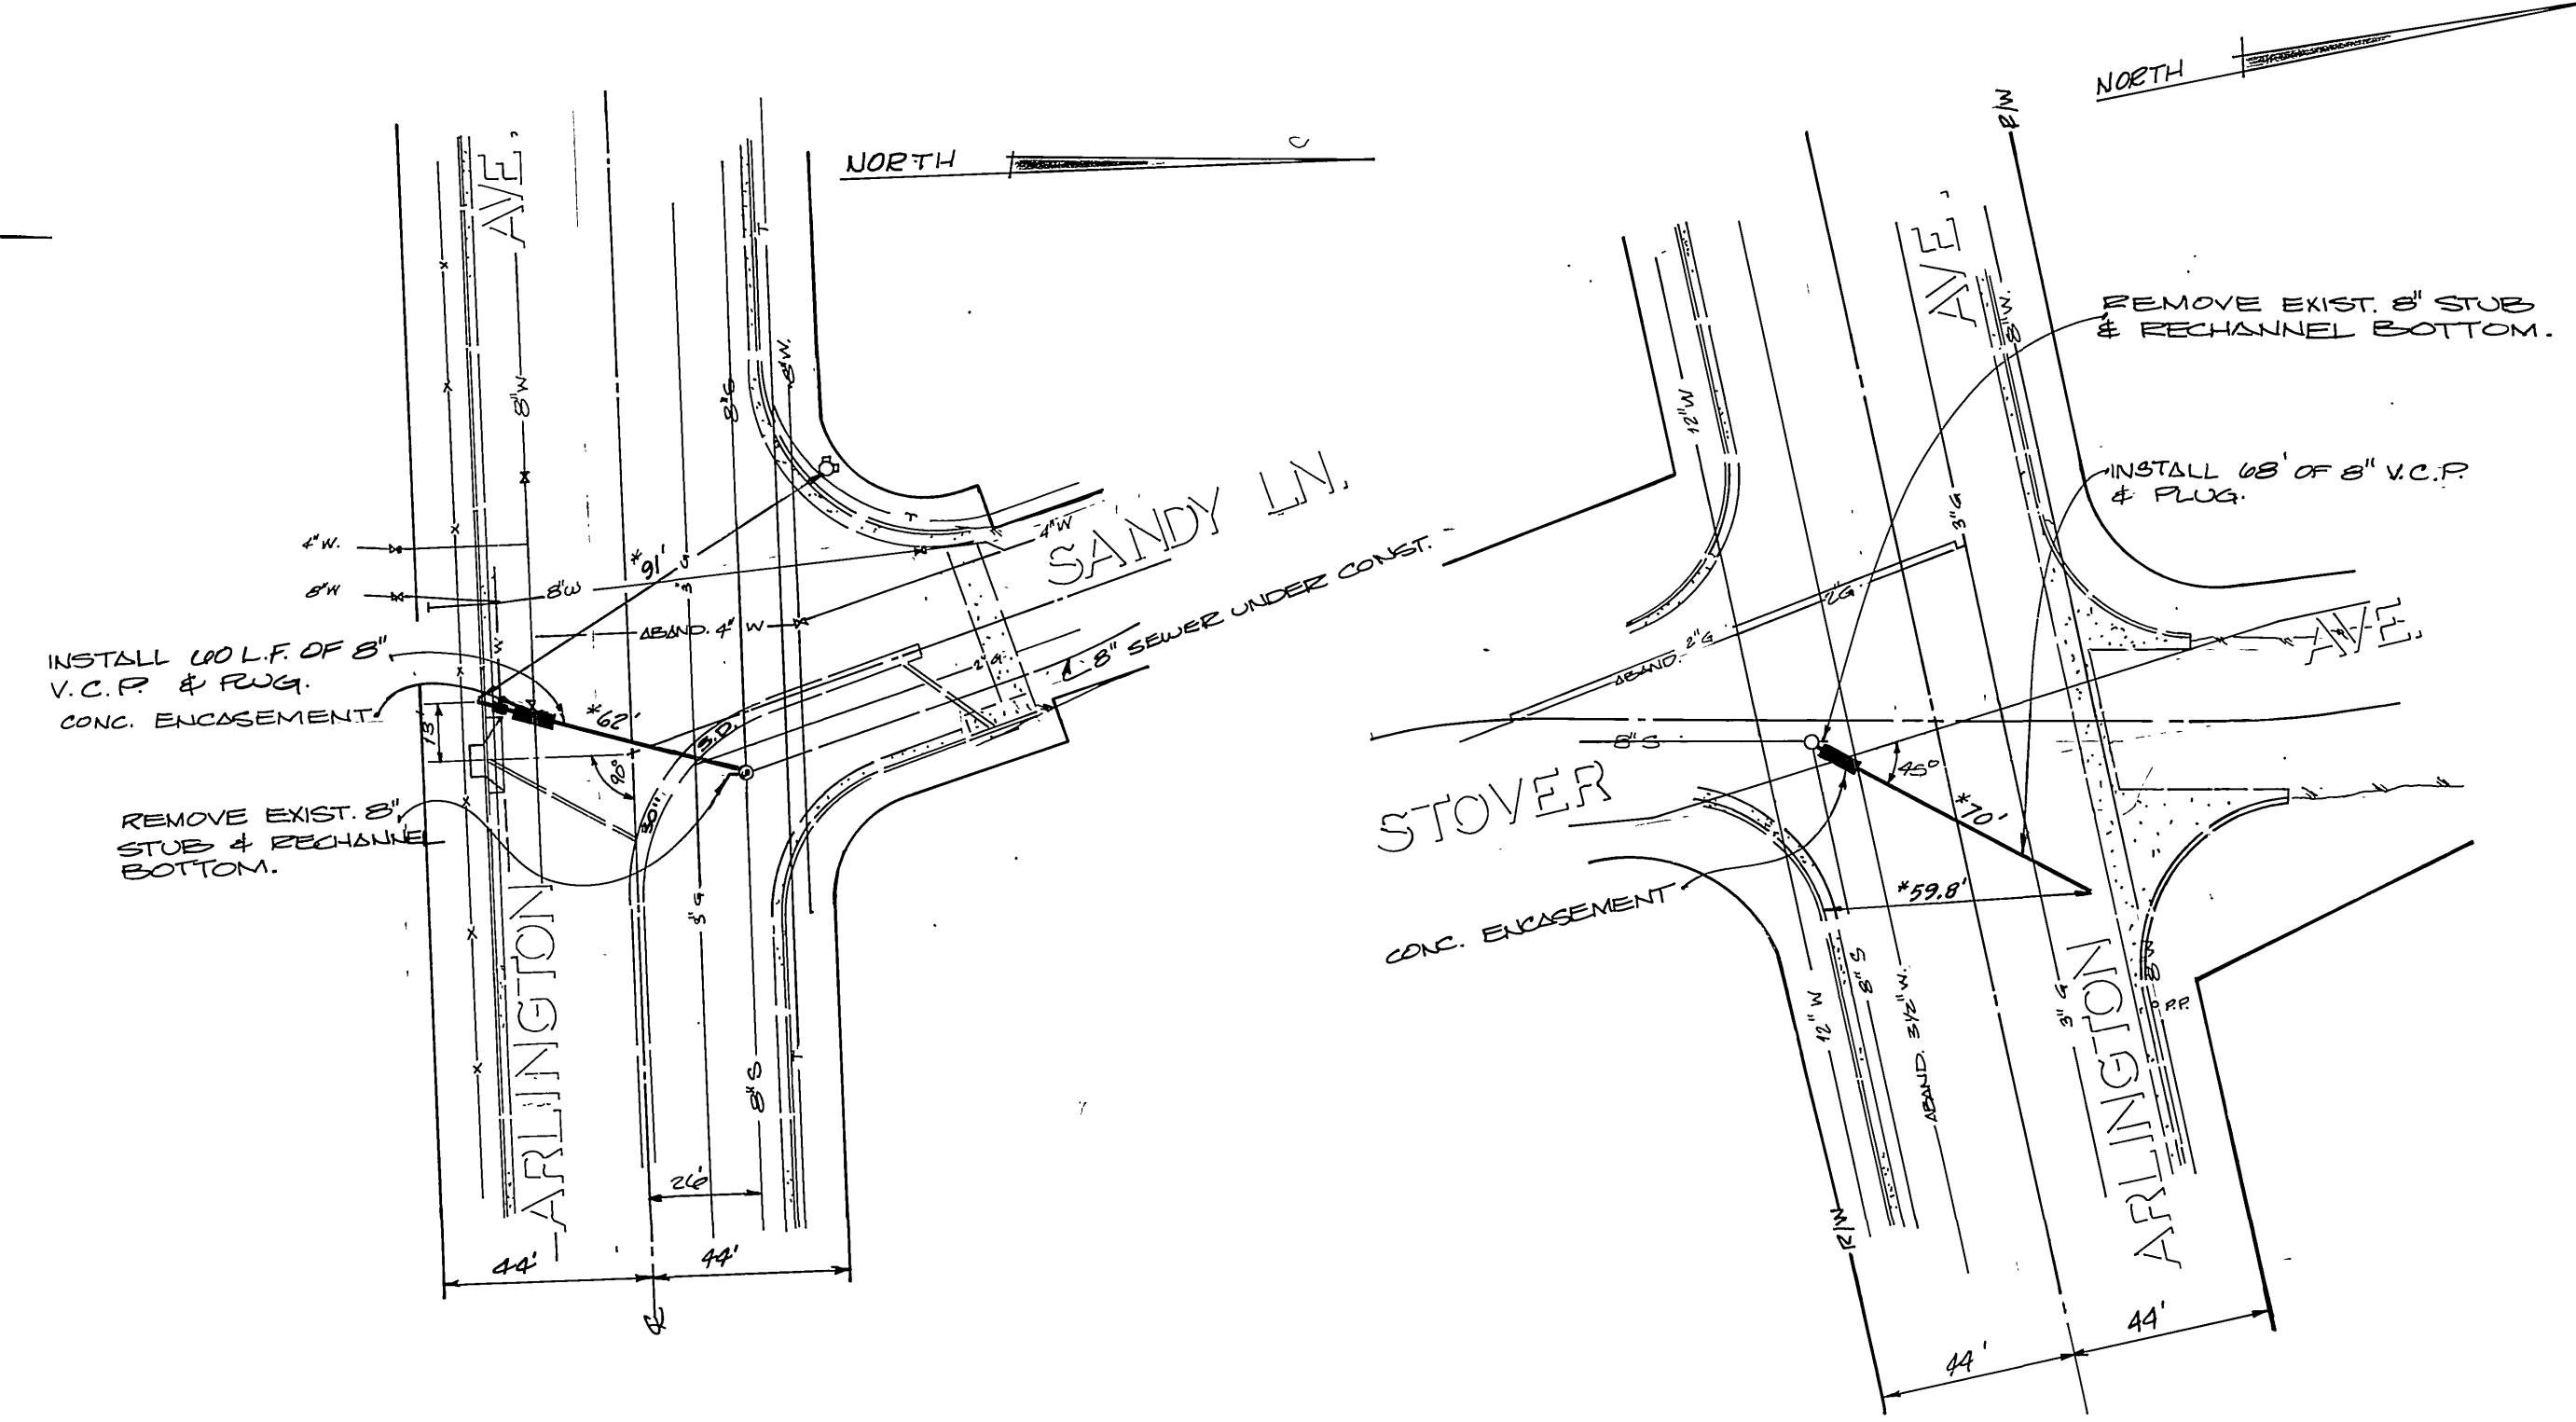 NORTH
AVE.
8"W
8"S
8"W.
T
SANDY LN.
4"W
4"W.
8"W
8"W
*91'
3"G
ABAND. 4" W
2"G
8" SEWER UNDER CONST.
INSTALL 60 L.F. OF 8"
V.C.P. & PLUG.
CONC. ENCASEMENT
W
13'
*62'
90°
S.D.
30"
REMOVE EXIST. 8"
STUB & RECHANNEL
BOTTOM.
3"G
ARLINGTON
8"S
T
26'
44'
44'
℄
NORTH
R/W
AVE.
8"W.
12"W
REMOVE EXIST. 8" STUB
& RECHANNEL BOTTOM.
INSTALL 68' OF 8" V.C.P.
& PLUG.
3"G
2"G
ABAND. 2"G
AVE.
8"S
STOVER
45°
*70'
*59.8'
CONC. ENCASEMENT
12" W
8" S
ABAND. 3½" W.
3" G
ARLINGTON
8"W
P.P.
R/W
44'
44'